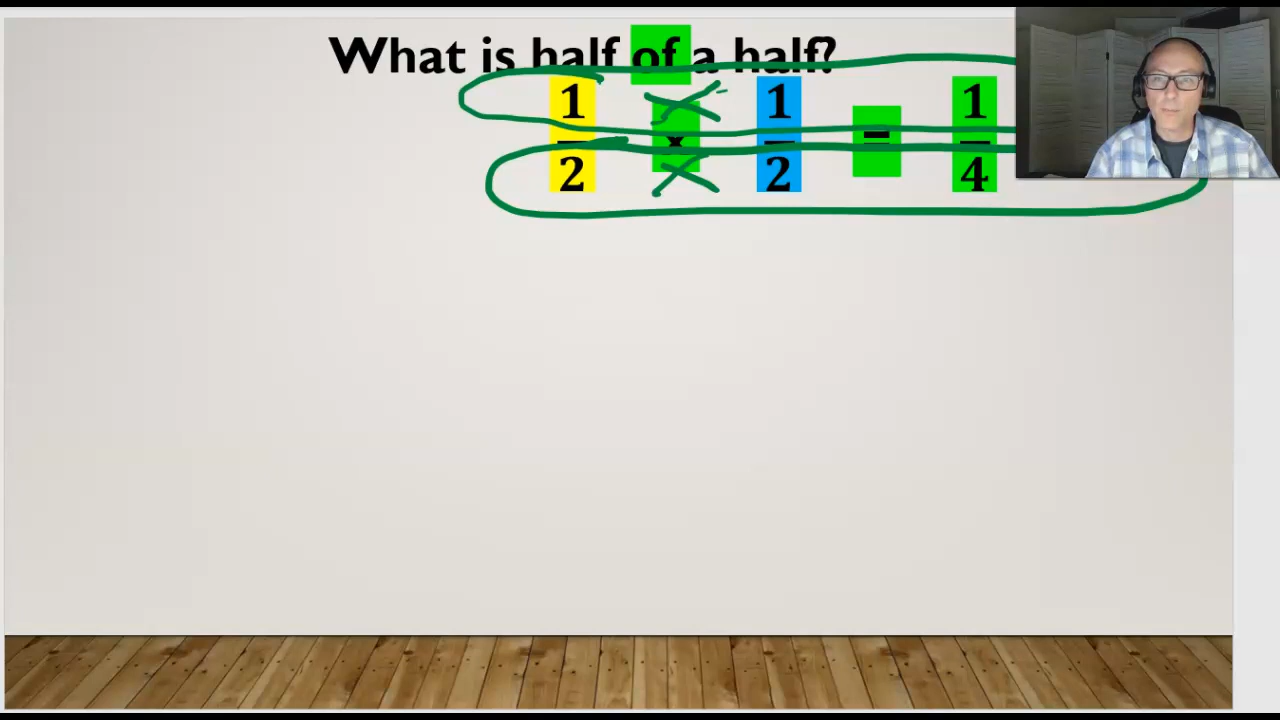 What is half of a half?
1/2 x 1/2 = 1/4